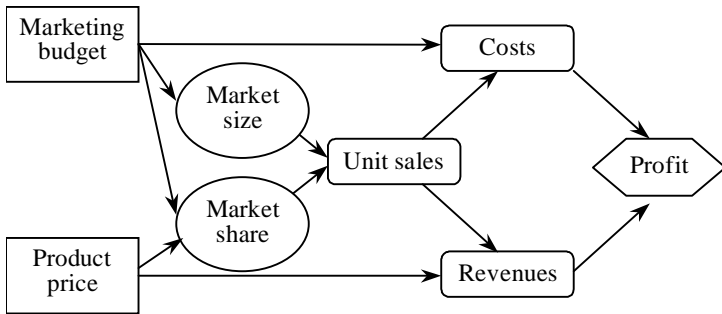 Marketing
budget
Costs
Market
size
Unit sales
Profit
Market
share
Product
price
Revenues